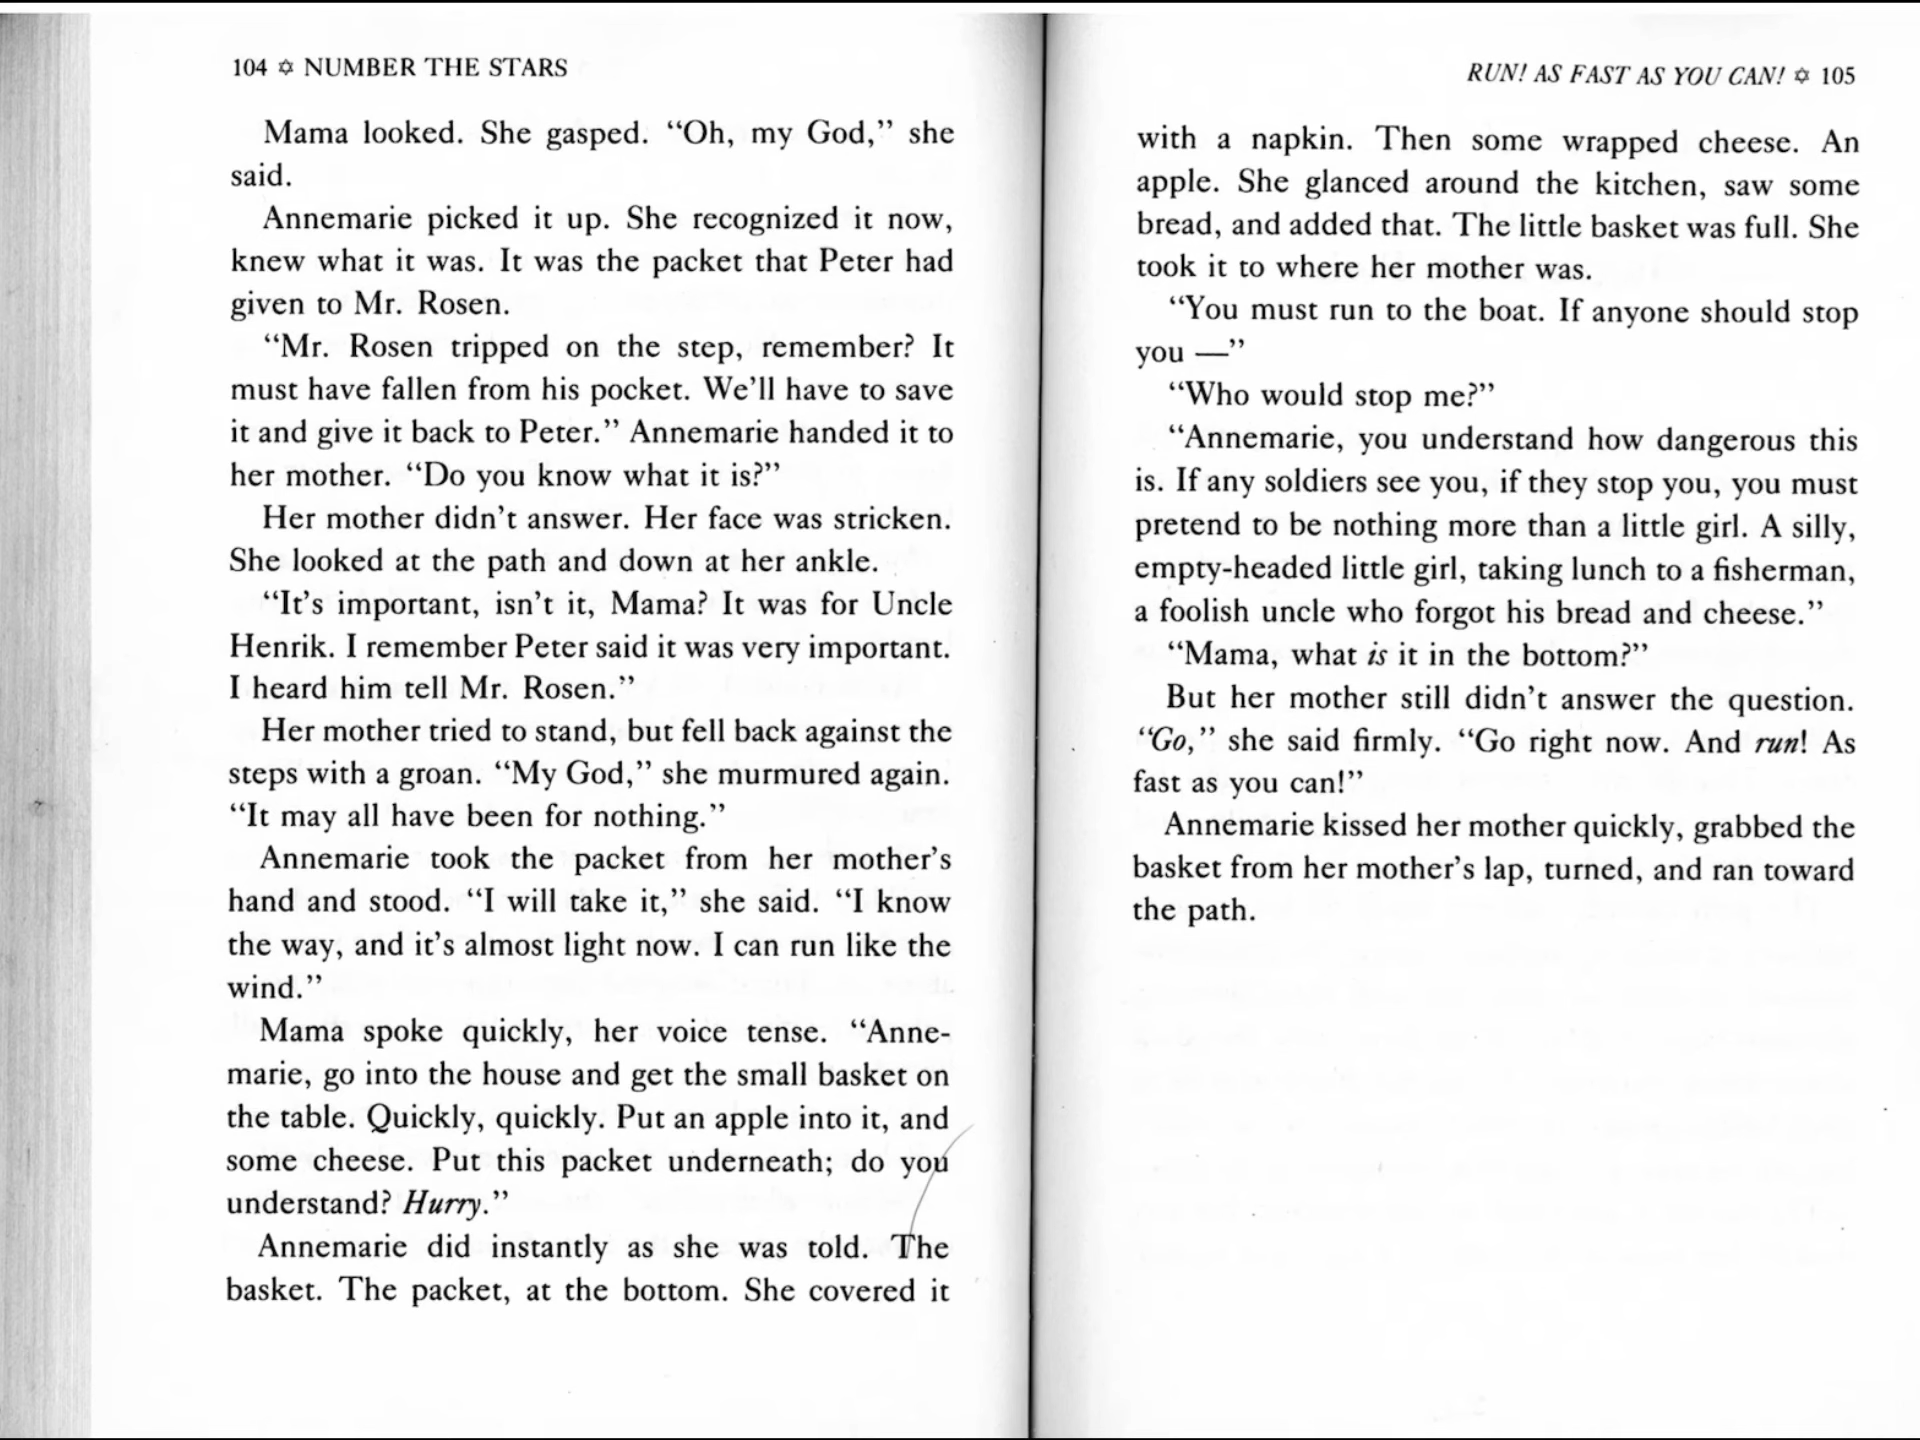 104 ✡ NUMBER THE STARS
Mama looked. She gasped. “Oh, my God,” she
said.
Annemarie picked it up. She recognized it now,
knew what it was. It was the packet that Peter had
given to Mr. Rosen.
“Mr. Rosen tripped on the step, remember? It
must have fallen from his pocket. We’ll have to save
it and give it back to Peter.” Annemarie handed it to
her mother. “Do you know what it is?”
Her mother didn’t answer. Her face was stricken.
She looked at the path and down at her ankle.
“It’s important, isn’t it, Mama? It was for Uncle
Henrik. I remember Peter said it was very important.
I heard him tell Mr. Rosen.”
Her mother tried to stand, but fell back against the
steps with a groan. “My God,” she murmured again.
“It may all have been for nothing.”
Annemarie took the packet from her mother’s
hand and stood. “I will take it,” she said. “I know
the way, and it’s almost light now. I can run like the
wind.”
Mama spoke quickly, her voice tense. “Anne-
marie, go into the house and get the small basket on
the table. Quickly, quickly. Put an apple into it, and
some cheese. Put this packet underneath; do you
understand? Hurry.”
Annemarie did instantly as she was told. The
basket. The packet, at the bottom. She covered it
RUN! AS FAST AS YOU CAN! ✡ 105
with a napkin. Then some wrapped cheese. An
apple. She glanced around the kitchen, saw some
bread, and added that. The little basket was full. She
took it to where her mother was.
“You must run to the boat. If anyone should stop
you —”
“Who would stop me?”
“Annemarie, you understand how dangerous this
is. If any soldiers see you, if they stop you, you must
pretend to be nothing more than a little girl. A silly,
empty-headed little girl, taking lunch to a fisherman,
a foolish uncle who forgot his bread and cheese.”
“Mama, what is it in the bottom?”
But her mother still didn’t answer the question.
“Go,” she said firmly. “Go right now. And run! As
fast as you can!”
Annemarie kissed her mother quickly, grabbed the
basket from her mother’s lap, turned, and ran toward
the path.